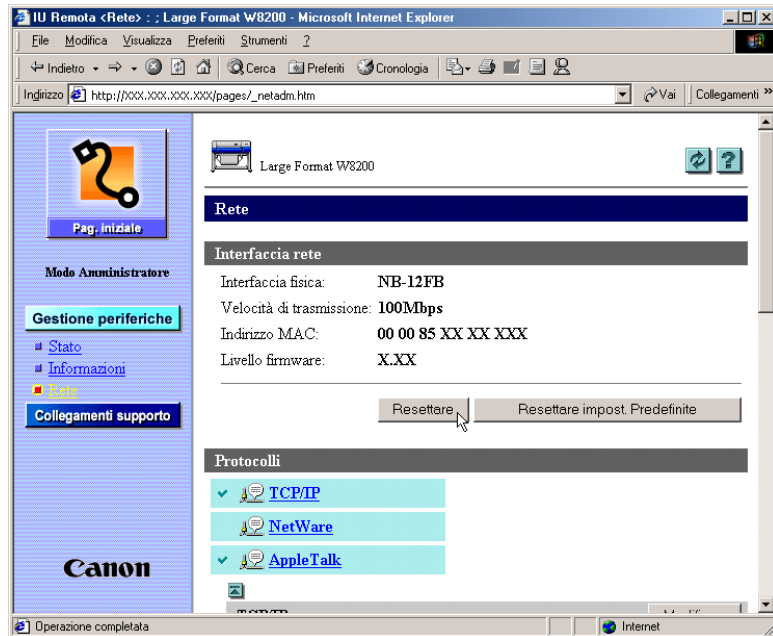 IU Remota <Rete> : ; Large Format W8200 - Microsoft Internet Explorer
File Modifica Visualizza Preferiti Strumenti ?
Indietro Cerca Preferiti Cronologia
Indirizzo http://XXX.XXX.XXX.XXX/pages/_netadm.htm Vai Collegamenti »
Pag. iniziale
Modo Amministratore
Gestione periferiche
Stato
Informazioni
Rete
Collegamenti supporto
Canon
Large Format W8200
Rete
Interfaccia rete
Interfaccia fisica: NB-12FB
Velocità di trasmissione: 100Mbps
Indirizzo MAC: 00 00 85 XX XX XXX
Livello firmware: X.XX
Resettare Resettare impost. Predefinite
Protocolli
TCP/IP
NetWare
AppleTalk
TCP/IP
Operazione completata Internet